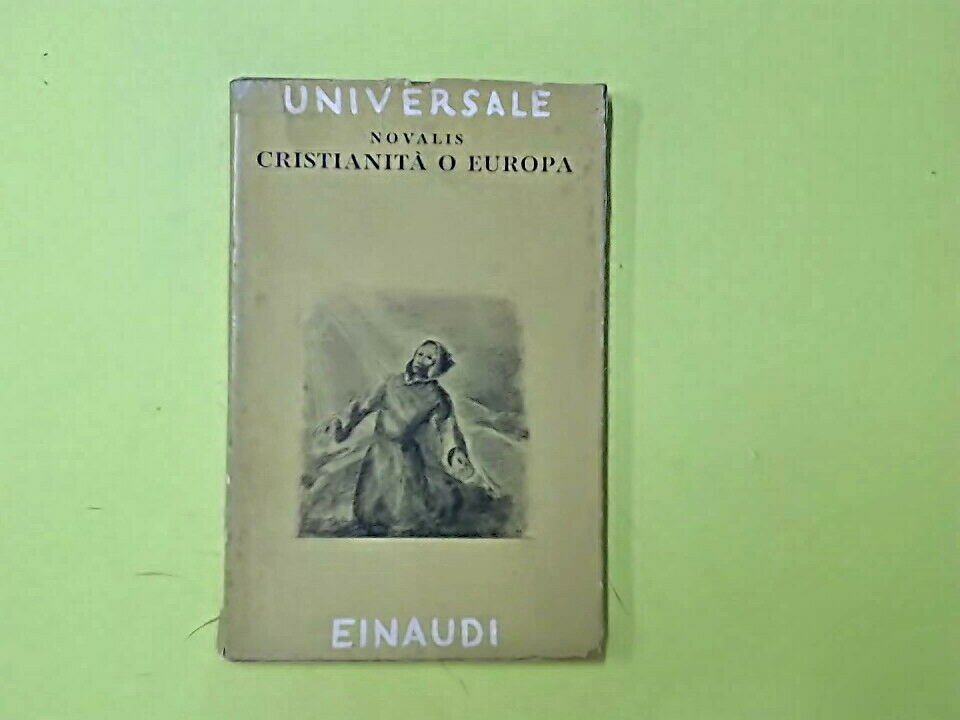 UNIVERSALE
NOVALIS
CRISTIANITÀ O EUROPA
EINAUDI